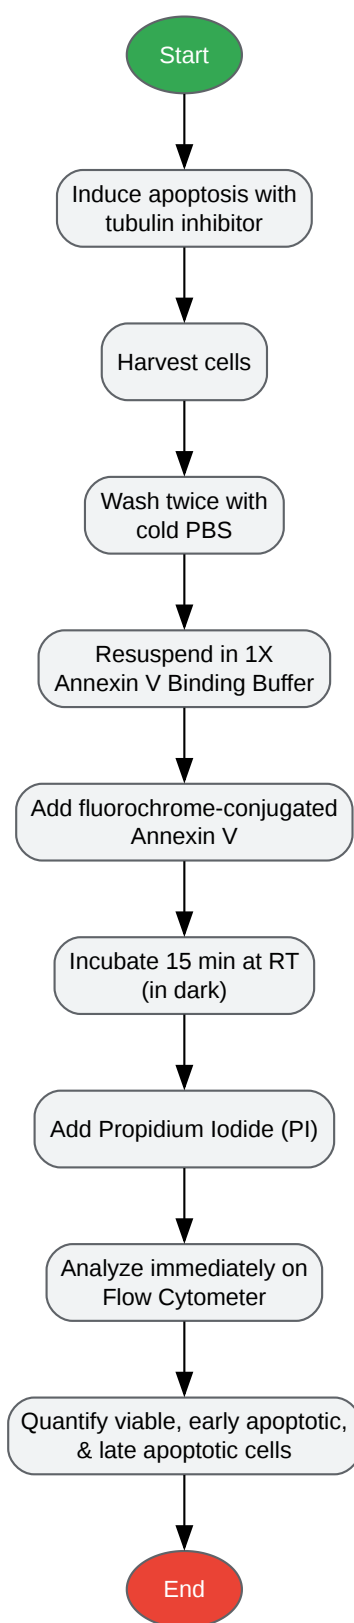 Start
Induce apoptosis with
tubulin inhibitor
Harvest cells
Wash twice with
cold PBS
Resuspend in 1X
Annexin V Binding Buffer
Add fluorochrome-conjugated
Annexin V
Incubate 15 min at RT
(in dark)
Add Propidium Iodide (PI)
Analyze immediately on
Flow Cytometer
Quantify viable, early apoptotic,
& late apoptotic cells
End